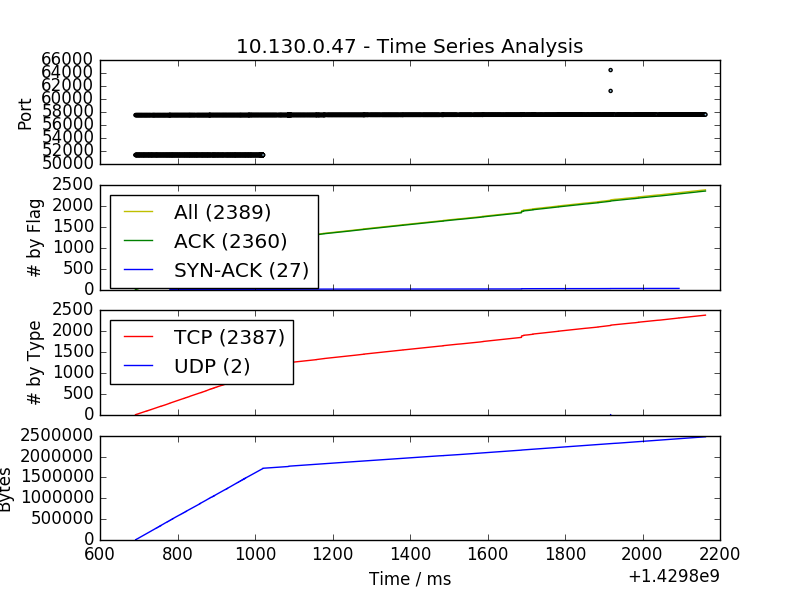 10.130.0.47 - Time Series Analysis
66000
64000
62000
60000
58000
56000
54000
52000
50000
Port
2500
2000
1500
1000
500
0
# by Flag
All (2389)
ACK (2360)
SYN-ACK (27)
2500
2000
1500
1000
500
0
# by Type
TCP (2387)
UDP (2)
2500000
2000000
1500000
1000000
500000
0
Bytes
600 800 1000 1200 1400 1600 1800 2000 2200
Time / ms
+1.4298e9